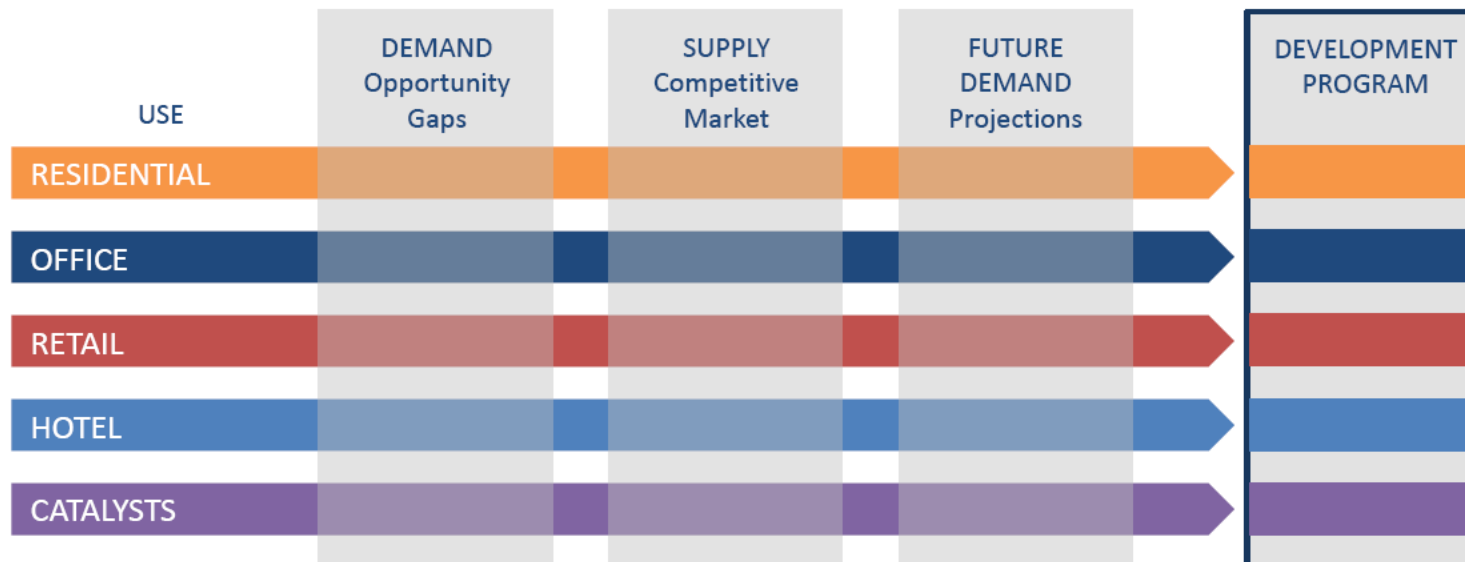 USE
DEMAND
Opportunity
Gaps
SUPPLY
Competitive
Market
FUTURE
DEMAND
Projections
DEVELOPMENT
PROGRAM
RESIDENTIAL
OFFICE
RETAIL
HOTEL
CATALYSTS